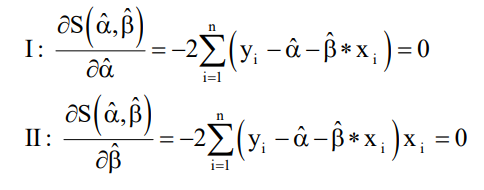 I: ∂S(α̂,β̂)/∂α̂ = −2∑_{i=1}^{n}(y_i − α̂ − β̂*x_i) = 0
II: ∂S(α̂,β̂)/∂β̂ = −2∑_{i=1}^{n}(y_i − α̂ − β̂*x_i)x_i = 0